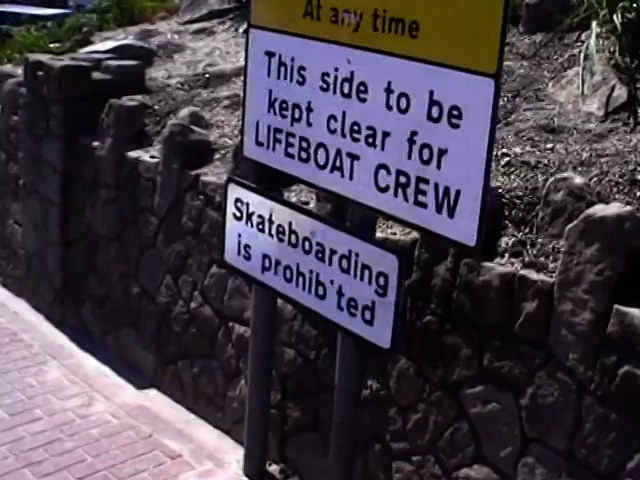 At any time
This side to be
kept clear for
LIFEBOAT CREW
Skateboarding
is prohib'ted